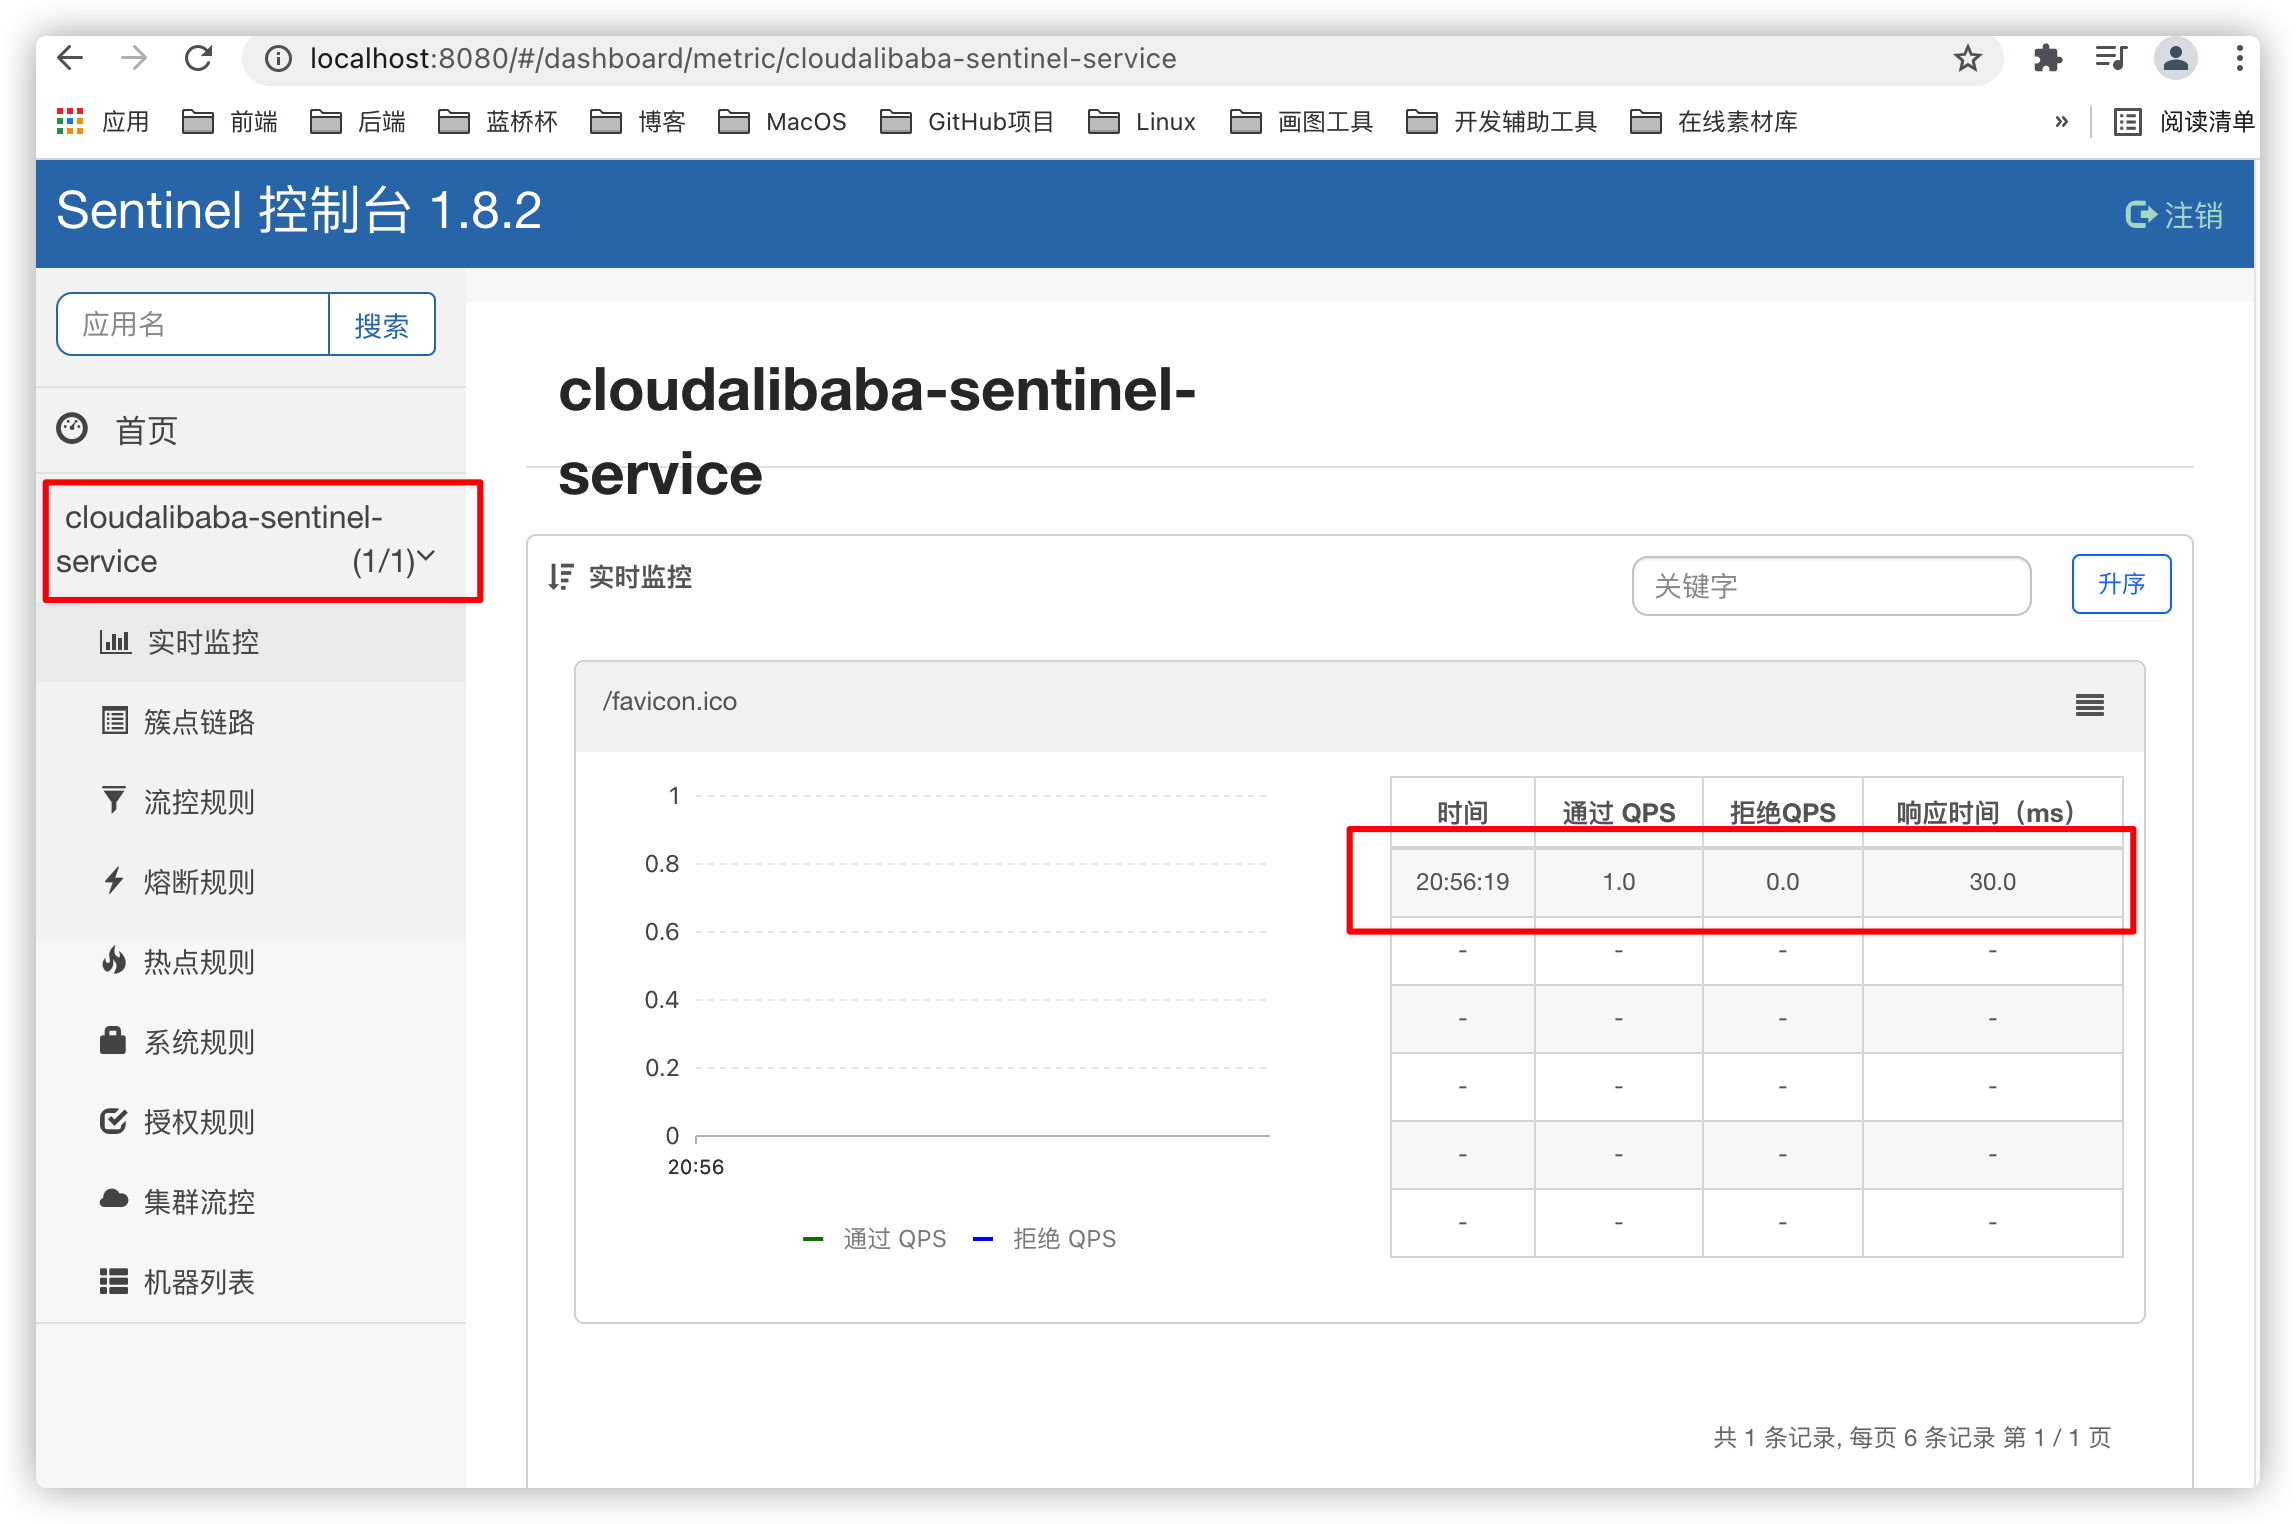 localhost:8080/#/dashboard/metric/cloudalibaba-sentinel-service
应用 前端 后端 蓝桥杯 博客 MacOS GitHub项目 Linux 画图工具 开发辅助工具 在线素材库 » 阅读清单
Sentinel 控制台 1.8.2
注销
应用名 搜索
首页
cloudalibaba-sentinel-
service (1/1)
实时监控
簇点链路
流控规则
熔断规则
热点规则
系统规则
授权规则
集群流控
机器列表
cloudalibaba-sentinel-
service
实时监控 关键字 升序
/favicon.ico
1
0.8
0.6
0.4
0.2
0
20:56
通过 QPS 拒绝 QPS
时间 通过 QPS 拒绝QPS 响应时间（ms）
20:56:19 1.0 0.0 30.0
- - - -
- - - -
- - - -
- - - -
- - - -
共 1 条记录, 每页 6 条记录 第 1 / 1 页